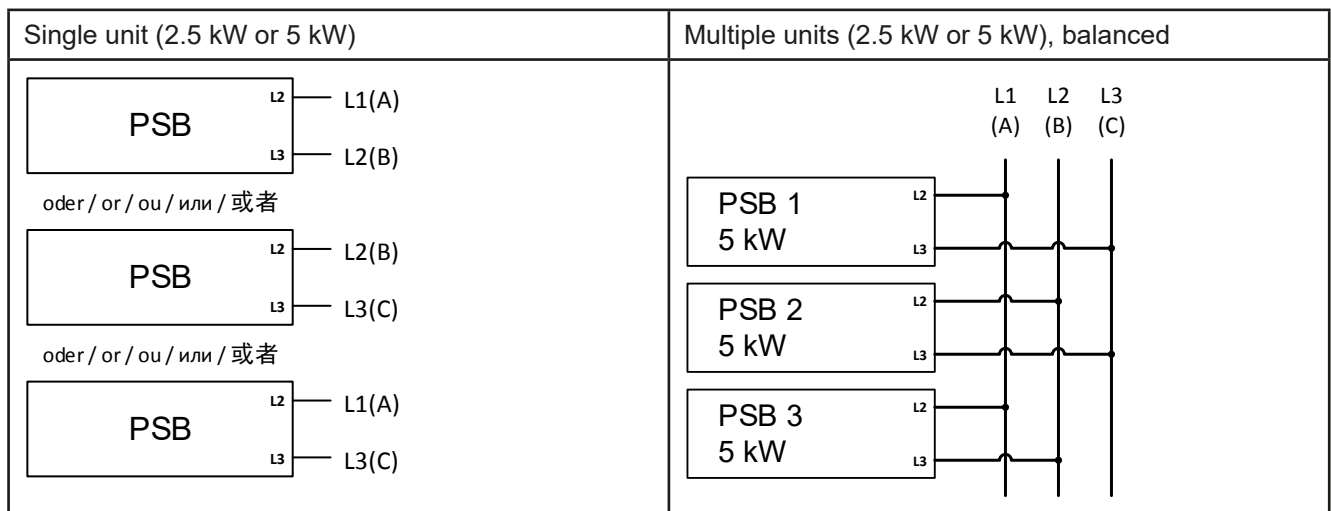 Single unit (2.5 kW or 5 kW)
PSB
L2
L1(A)
L3
L2(B)
oder / or / ou / или / 或者
PSB
L2
L2(B)
L3
L3(C)
oder / or / ou / или / 或者
PSB
L2
L1(A)
L3
L3(C)
Multiple units (2.5 kW or 5 kW), balanced
L1 L2 L3
(A) (B) (C)
PSB 1
5 kW
L2
L3
PSB 2
5 kW
L2
L3
PSB 3
5 kW
L2
L3